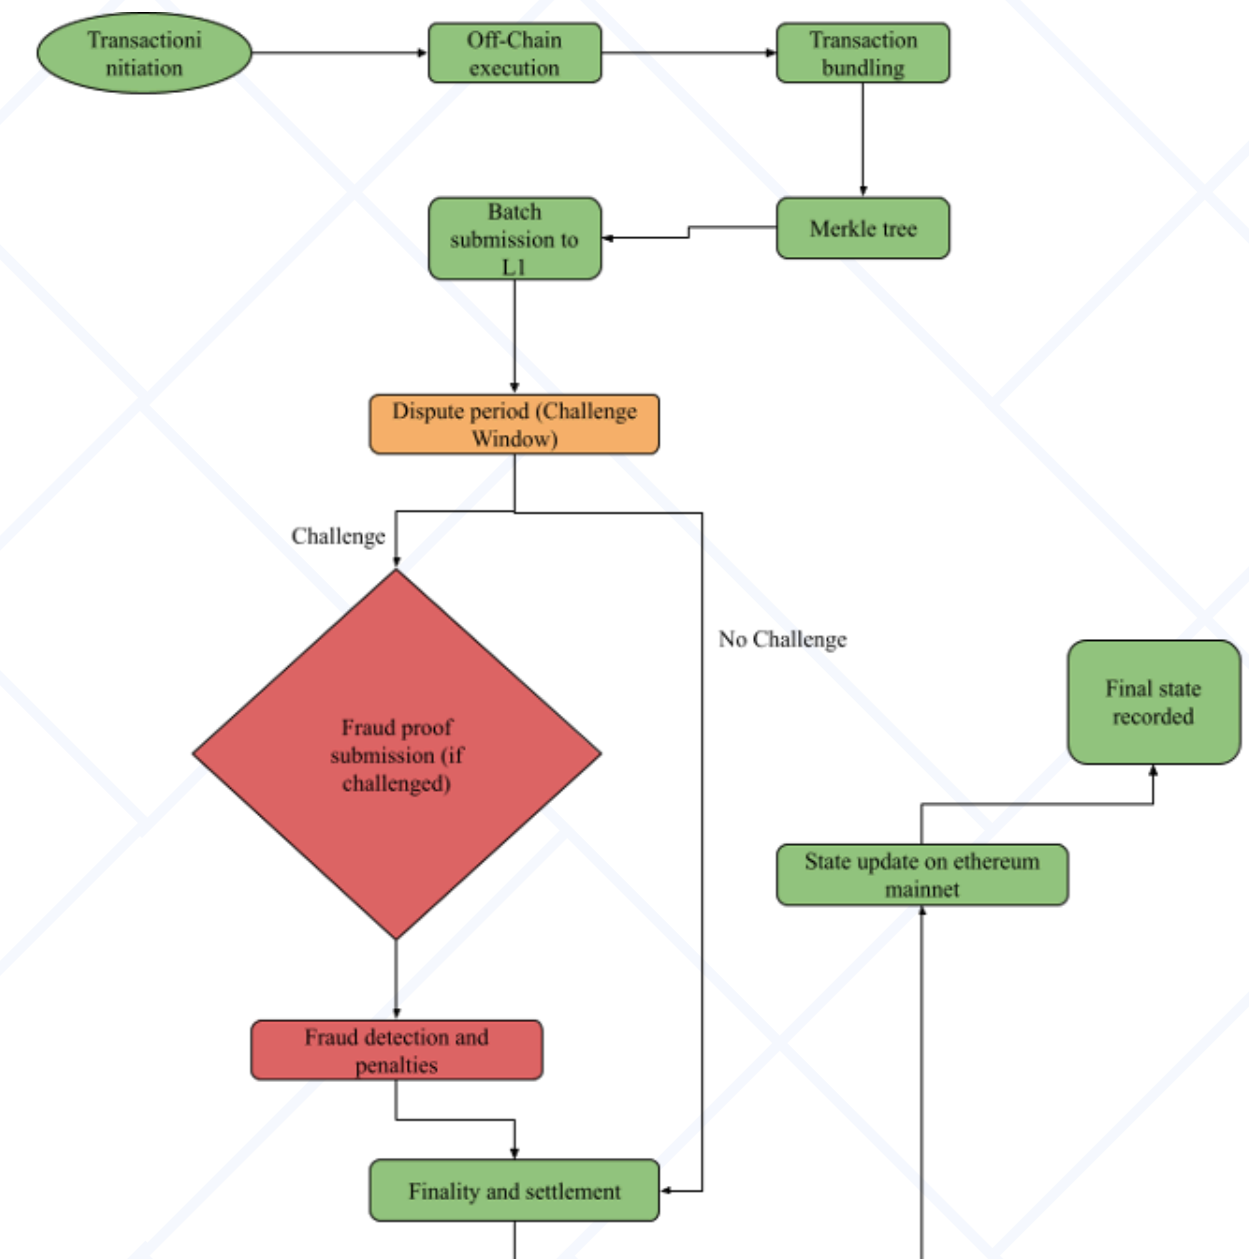 Transactioni
nitiation
Off-Chain
execution
Transaction
bundling
Batch
submission to
L1
Merkle tree
Dispute period (Challenge
Window)
Challenge
No Challenge
Fraud proof
submission (if
challenged)
Final state
recorded
State update on ethereum
mainnet
Fraud detection and
penalties
Finality and settlement